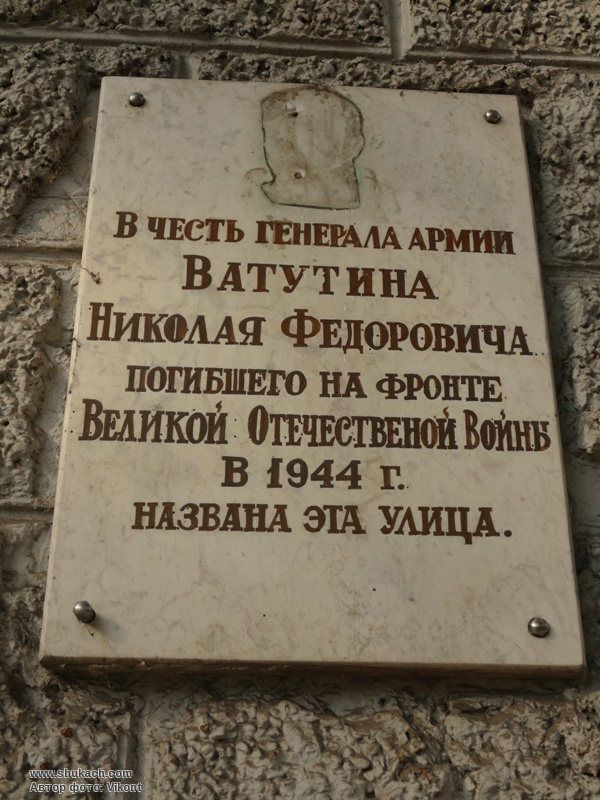 В ЧЕСТЬ ГЕНЕРАЛА АРМИИ
ВАТУТИНА
НИКОЛАЯ ФЕДОРОВИЧА
ПОГИБШЕГО НА ФРОНТЕ
ВЕЛИКОЙ ОТЕЧЕСТВЕНОЙ ВОЙНЫ
В 1944 Г.
НАЗВАНА ЭТА УЛИЦА.
www.shukach.com
Автор фото: Vikont